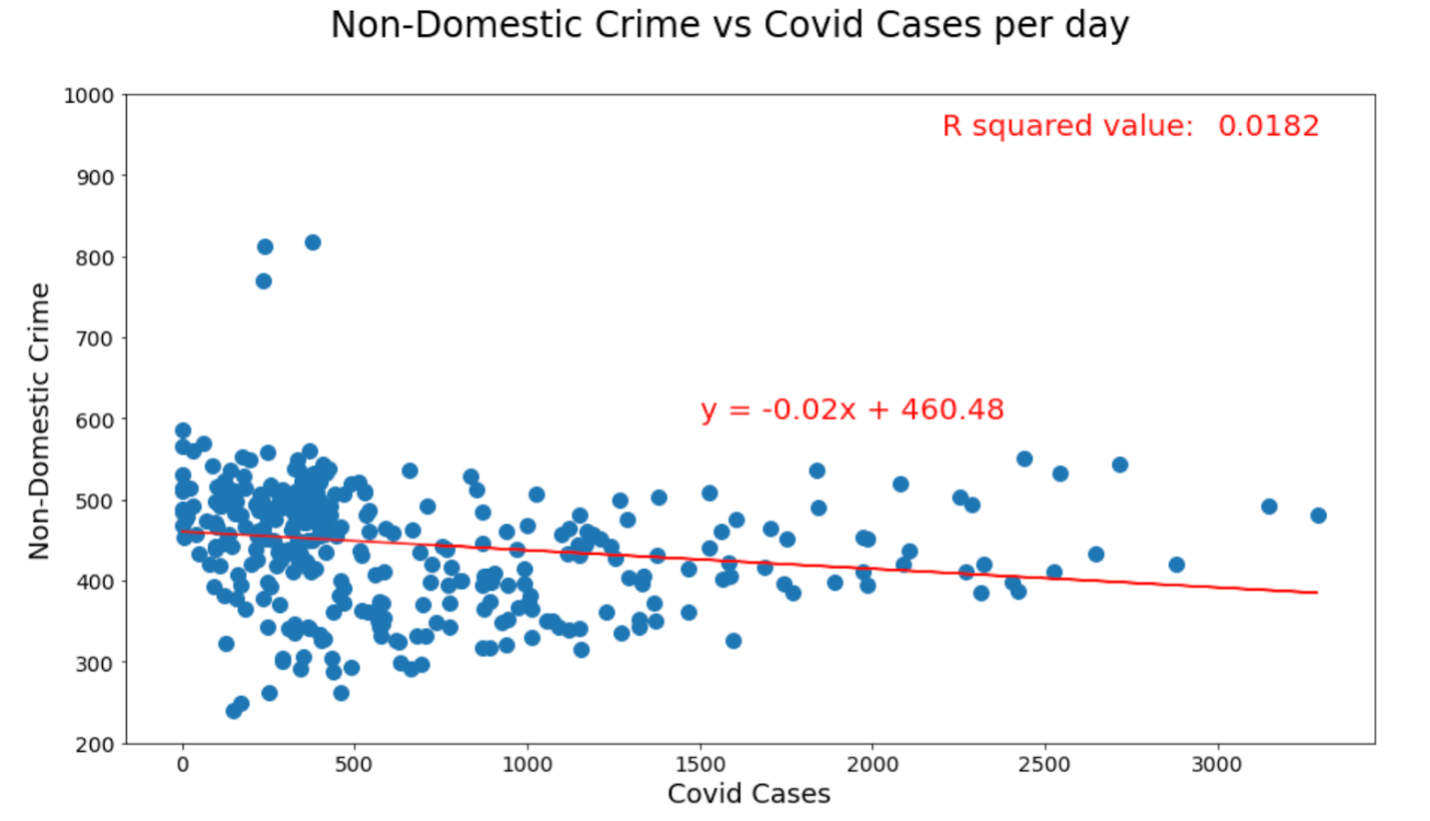 Non-Domestic Crime vs Covid Cases per day
R squared value: 0.0182
y = -0.02x + 460.48
Non-Domestic Crime
1000
900
800
700
600
500
400
300
200
0 500 1000 1500 2000 2500 3000
Covid Cases